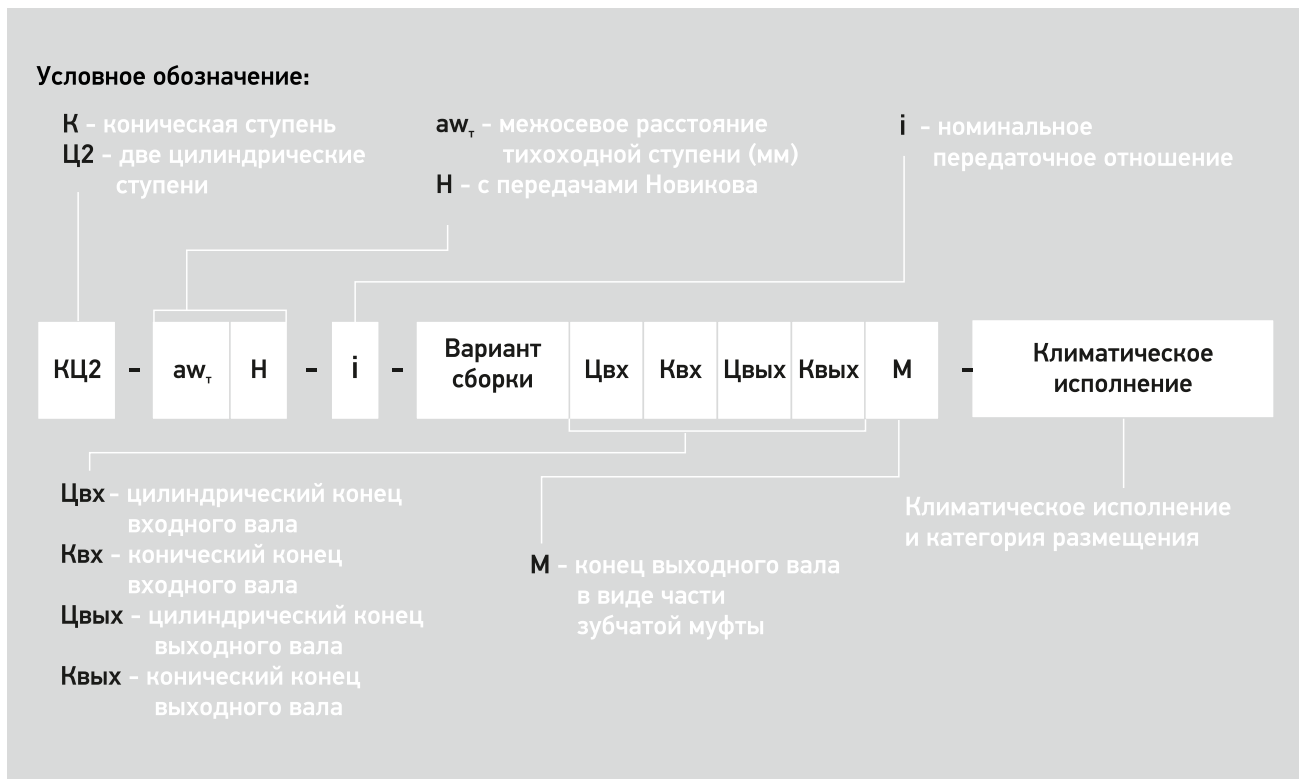 Условное обозначение:
К - коническая ступень
Ц2 - две цилиндрические
ступени
awт - межосевое расстояние
тихоходной ступени (мм)
Н - с передачами Новикова
i - номинальное
передаточное отношение
КЦ2 - awт Н - i - Вариант сборки Цвх Квх Цвых Квых М - Климатическое исполнение
Цвх - цилиндрический конец
входного вала
Квх - конический конец
входного вала
Цвых - цилиндрический конец
выходного вала
Квых - конический конец
выходного вала
М - конец выходного вала
в виде части
зубчатой муфты
Климатическое исполнение
и категория размещения